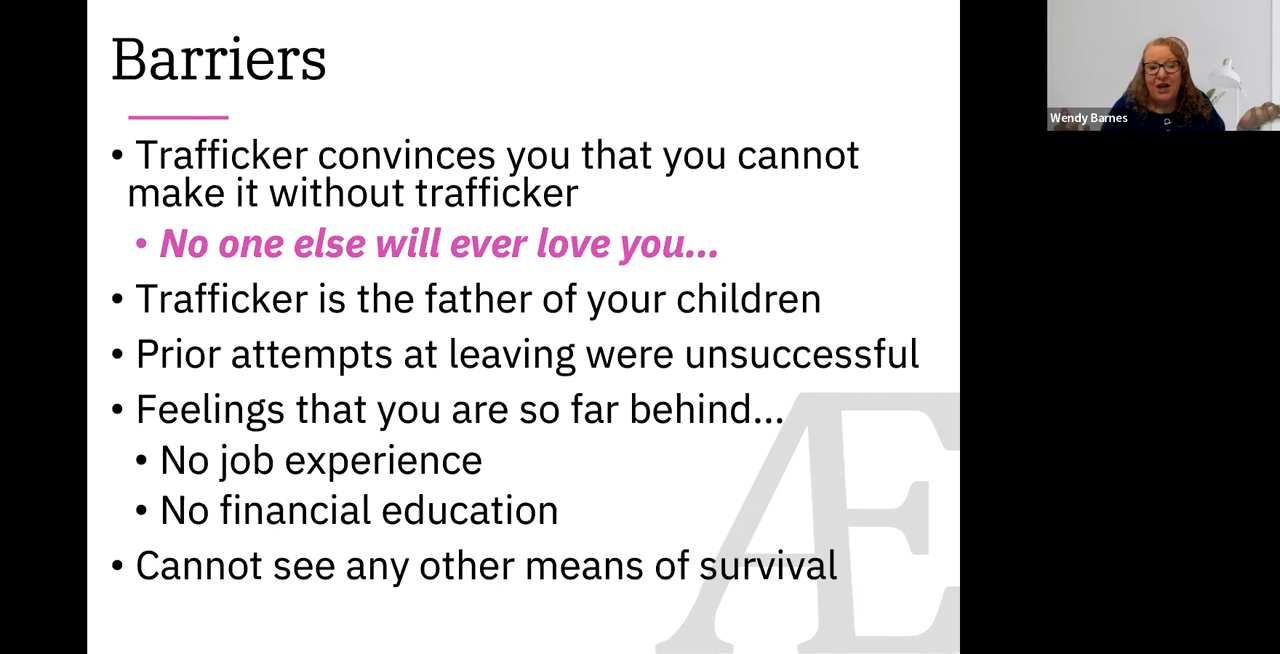 Barriers
• Trafficker convinces you that you cannot
make it without trafficker
• No one else will ever love you...
• Trafficker is the father of your children
• Prior attempts at leaving were unsuccessful
• Feelings that you are so far behind...
• No job experience
• No financial education
• Cannot see any other means of survival
Æ
Wendy Barnes